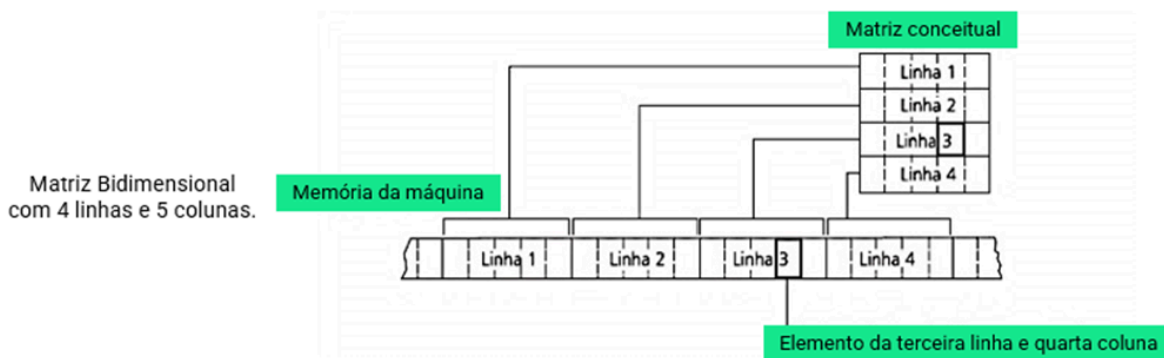 Matriz conceitual
Linha 1
Linha 2
Linha 3
Linha 4
Matriz Bidimensional
com 4 linhas e 5 colunas.
Memória da máquina
Linha 1 Linha 2 Linha 3 Linha 4
Elemento da terceira linha e quarta coluna